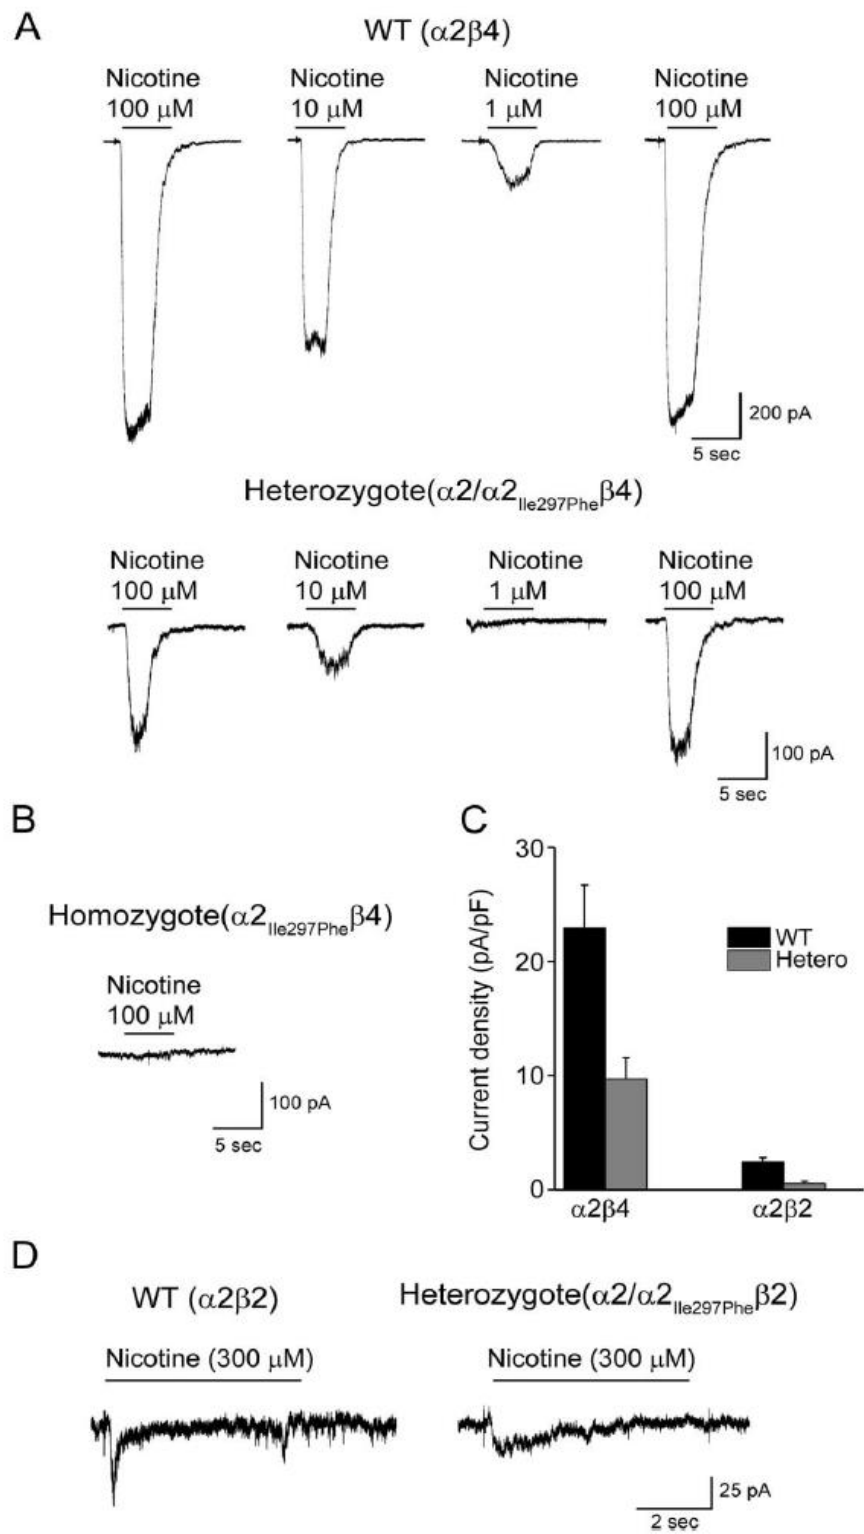 A
WT (α2β4)
Nicotine
100 μM
Nicotine
10 μM
Nicotine
1 μM
Nicotine
100 μM
200 pA
5 sec
Heterozygote(α2/α2Ile297Pheβ4)
Nicotine
100 μM
Nicotine
10 μM
Nicotine
1 μM
Nicotine
100 μM
100 pA
5 sec
B
Homozygote(α2Ile297Pheβ4)
Nicotine
100 μM
100 pA
5 sec
C
30
20
10
0
Current density (pA/pF)
WT
Hetero
α2β4
α2β2
D
WT (α2β2)
Nicotine (300 μM)
Heterozygote(α2/α2Ile297Pheβ2)
Nicotine (300 μM)
25 pA
2 sec